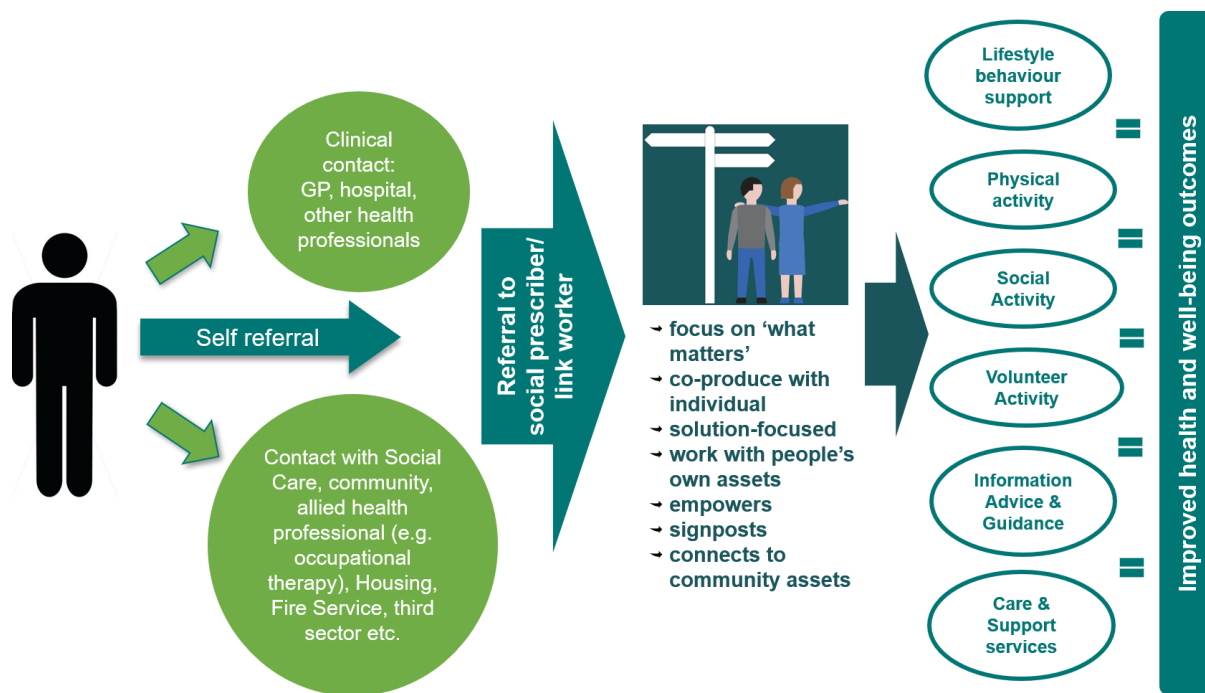 Clinical
contact:
GP, hospital,
other health
professionals
Self referral
Contact with Social
Care, community,
allied health
professional (e.g.
occupational
therapy), Housing,
Fire Service, third
sector etc.
Referral to
social prescriber/
link worker
focus on ‘what
matters’
co-produce with
individual
solution-focused
work with people’s
own assets
empowers
signposts
connects to
community assets
Lifestyle
behaviour
support
Physical
activity
Social
Activity
Volunteer
Activity
Information
Advice &
Guidance
Care &
Support
services
Improved health and well-being outcomes